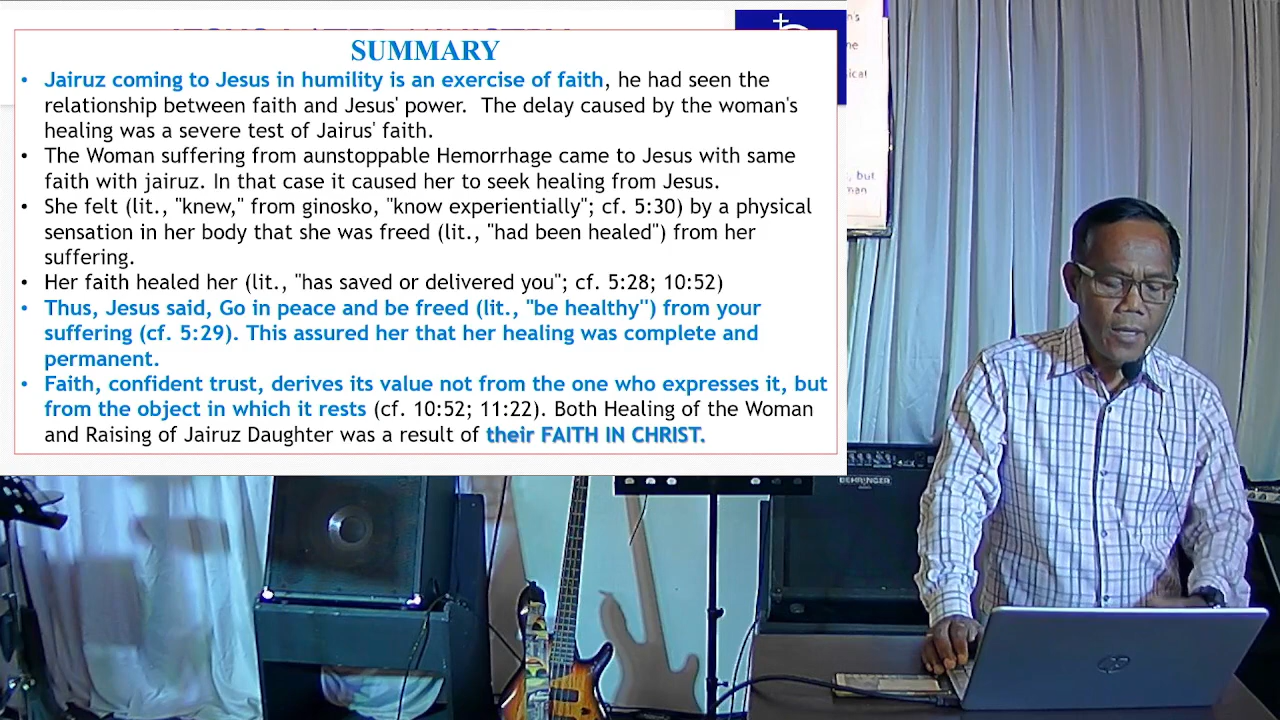 SUMMARY
• Jairuz coming to Jesus in humility is an exercise of faith, he had seen the
relationship between faith and Jesus' power. The delay caused by the woman's
healing was a severe test of Jairus' faith.
• The Woman suffering from aunstoppable Hemorrhage came to Jesus with same
faith with jairuz. In that case it caused her to seek healing from Jesus.
• She felt (lit., "knew," from ginosko, "know experientially"; cf. 5:30) by a physical
sensation in her body that she was freed (lit., "had been healed") from her
suffering.
• Her faith healed her (lit., "has saved or delivered you"; cf. 5:28; 10:52)
• Thus, Jesus said, Go in peace and be freed (lit., "be healthy") from your
suffering (cf. 5:29). This assured her that her healing was complete and
permanent.
• Faith, confident trust, derives its value not from the one who expresses it, but
from the object in which it rests (cf. 10:52; 11:22). Both Healing of the Woman
and Raising of Jairuz Daughter was a result of their FAITH IN CHRIST.
, but
BEHRINGER
hp